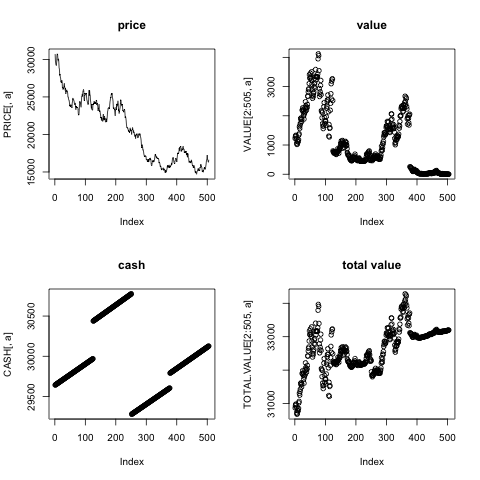 price
PRICE[, a]
15000 20000 25000 30000
0 100 200 300 400 500
Index
value
VALUE[2:505, a]
0 1000 3000
0 100 200 300 400 500
Index
cash
CASH[, a]
29500 30000 30500
0 100 200 300 400 500
Index
total value
TOTAL.VALUE[2:505, a]
31000 33000
0 100 200 300 400 500
Index